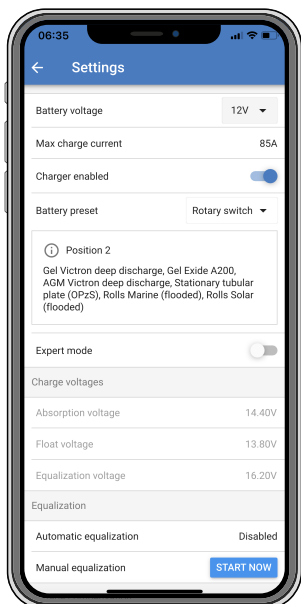 06:35
Settings
Battery voltage 12V
Max charge current 85A
Charger enabled
Battery preset Rotary switch
Position 2
Gel Victron deep discharge, Gel Exide A200,
AGM Victron deep discharge, Stationary tubular
plate (OPzS), Rolls Marine (flooded), Rolls Solar
(flooded)
Expert mode
Charge voltages
Absorption voltage 14.40V
Float voltage 13.80V
Equalization voltage 16.20V
Equalization
Automatic equalization Disabled
Manual equalization START NOW